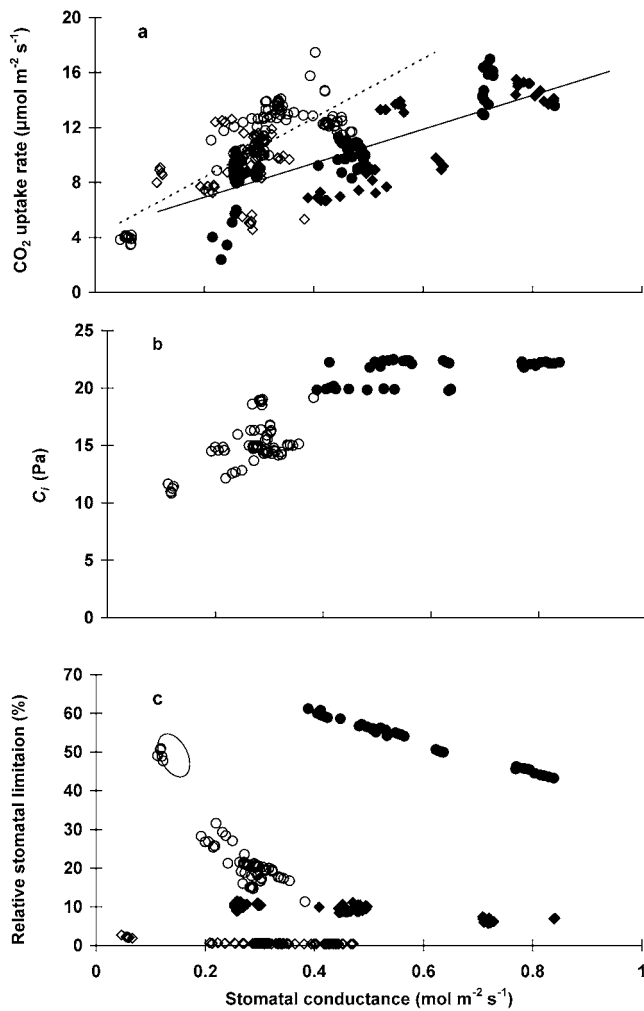 a
20
16
12
8
4
0
CO2 uptake rate (μmol m-2 s-1)
b
25
20
15
10
5
0
Ci (Pa)
c
70
60
50
40
30
20
10
0
Relative stomatal limitaion (%)
0 0.2 0.4 0.6 0.8 1
Stomatal conductance (mol m-2 s-1)